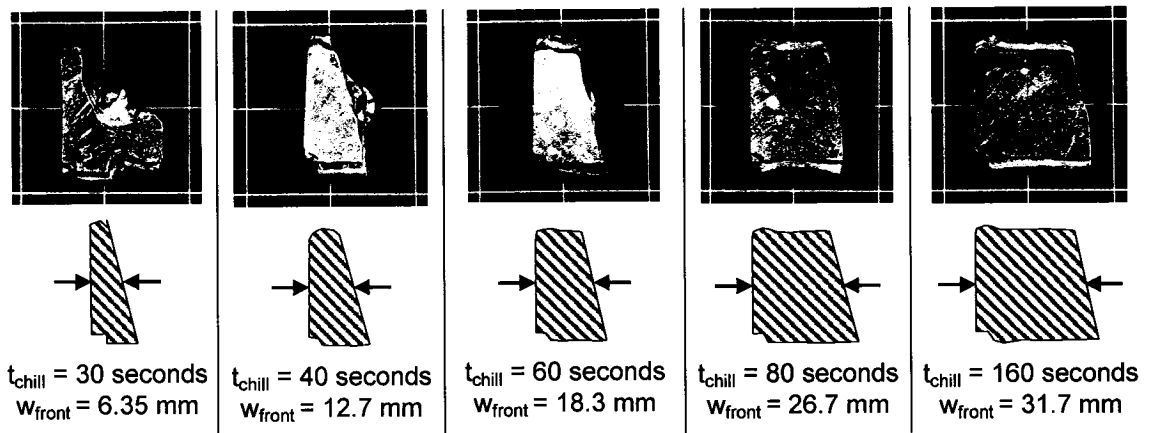 t_chill = 30 seconds
w_front = 6.35 mm
t_chill = 40 seconds
w_front = 12.7 mm
t_chill = 60 seconds
w_front = 18.3 mm
t_chill = 80 seconds
w_front = 26.7 mm
t_chill = 160 seconds
w_front = 31.7 mm